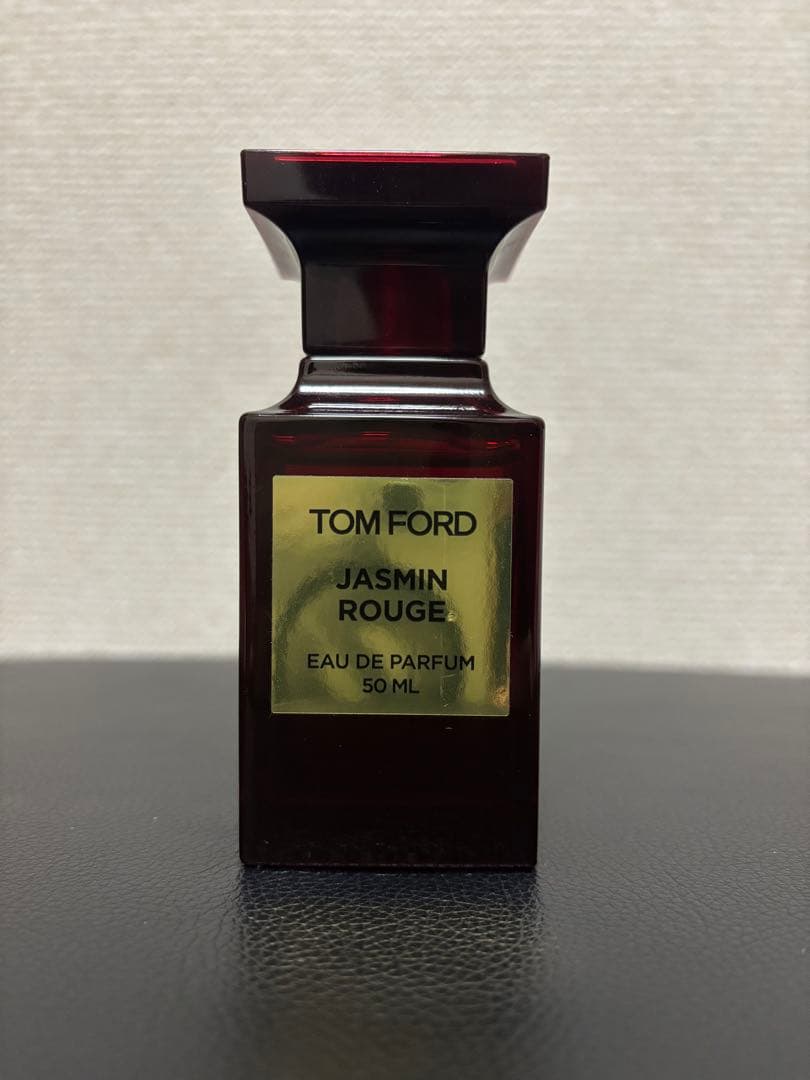 TOM FORD
JASMIN
ROUGE
EAU DE PARFUM
50 ML